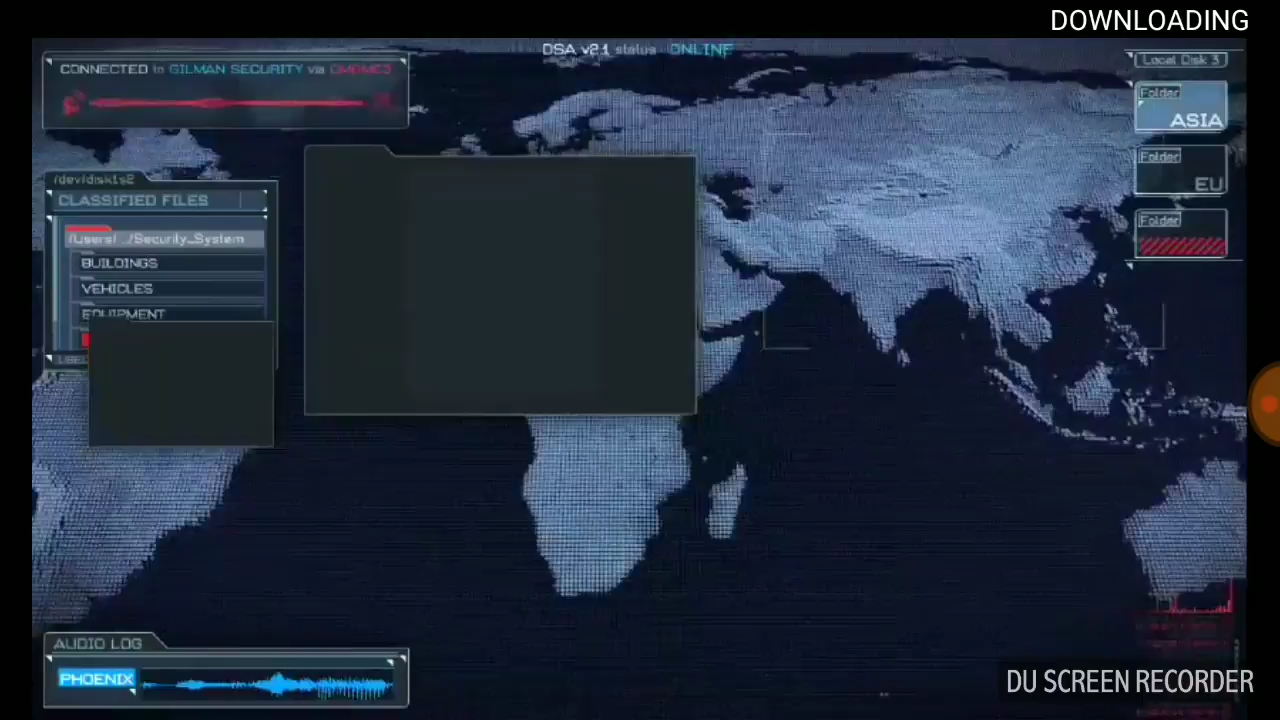 DOWNLOADING
DSA v2.1 status ONLINE
CONNECTED to GILMAN SECURITY via
Local Disk 3
Folder
ASIA
Folder
EU
Folder
/dev/disk1s2
CLASSIFIED FILES
/Users/ ../Security_System
BUILDINGS
VEHICLES
EQUIPMENT
AUDIO LOG
PHOENIX
DU SCREEN RECORDER